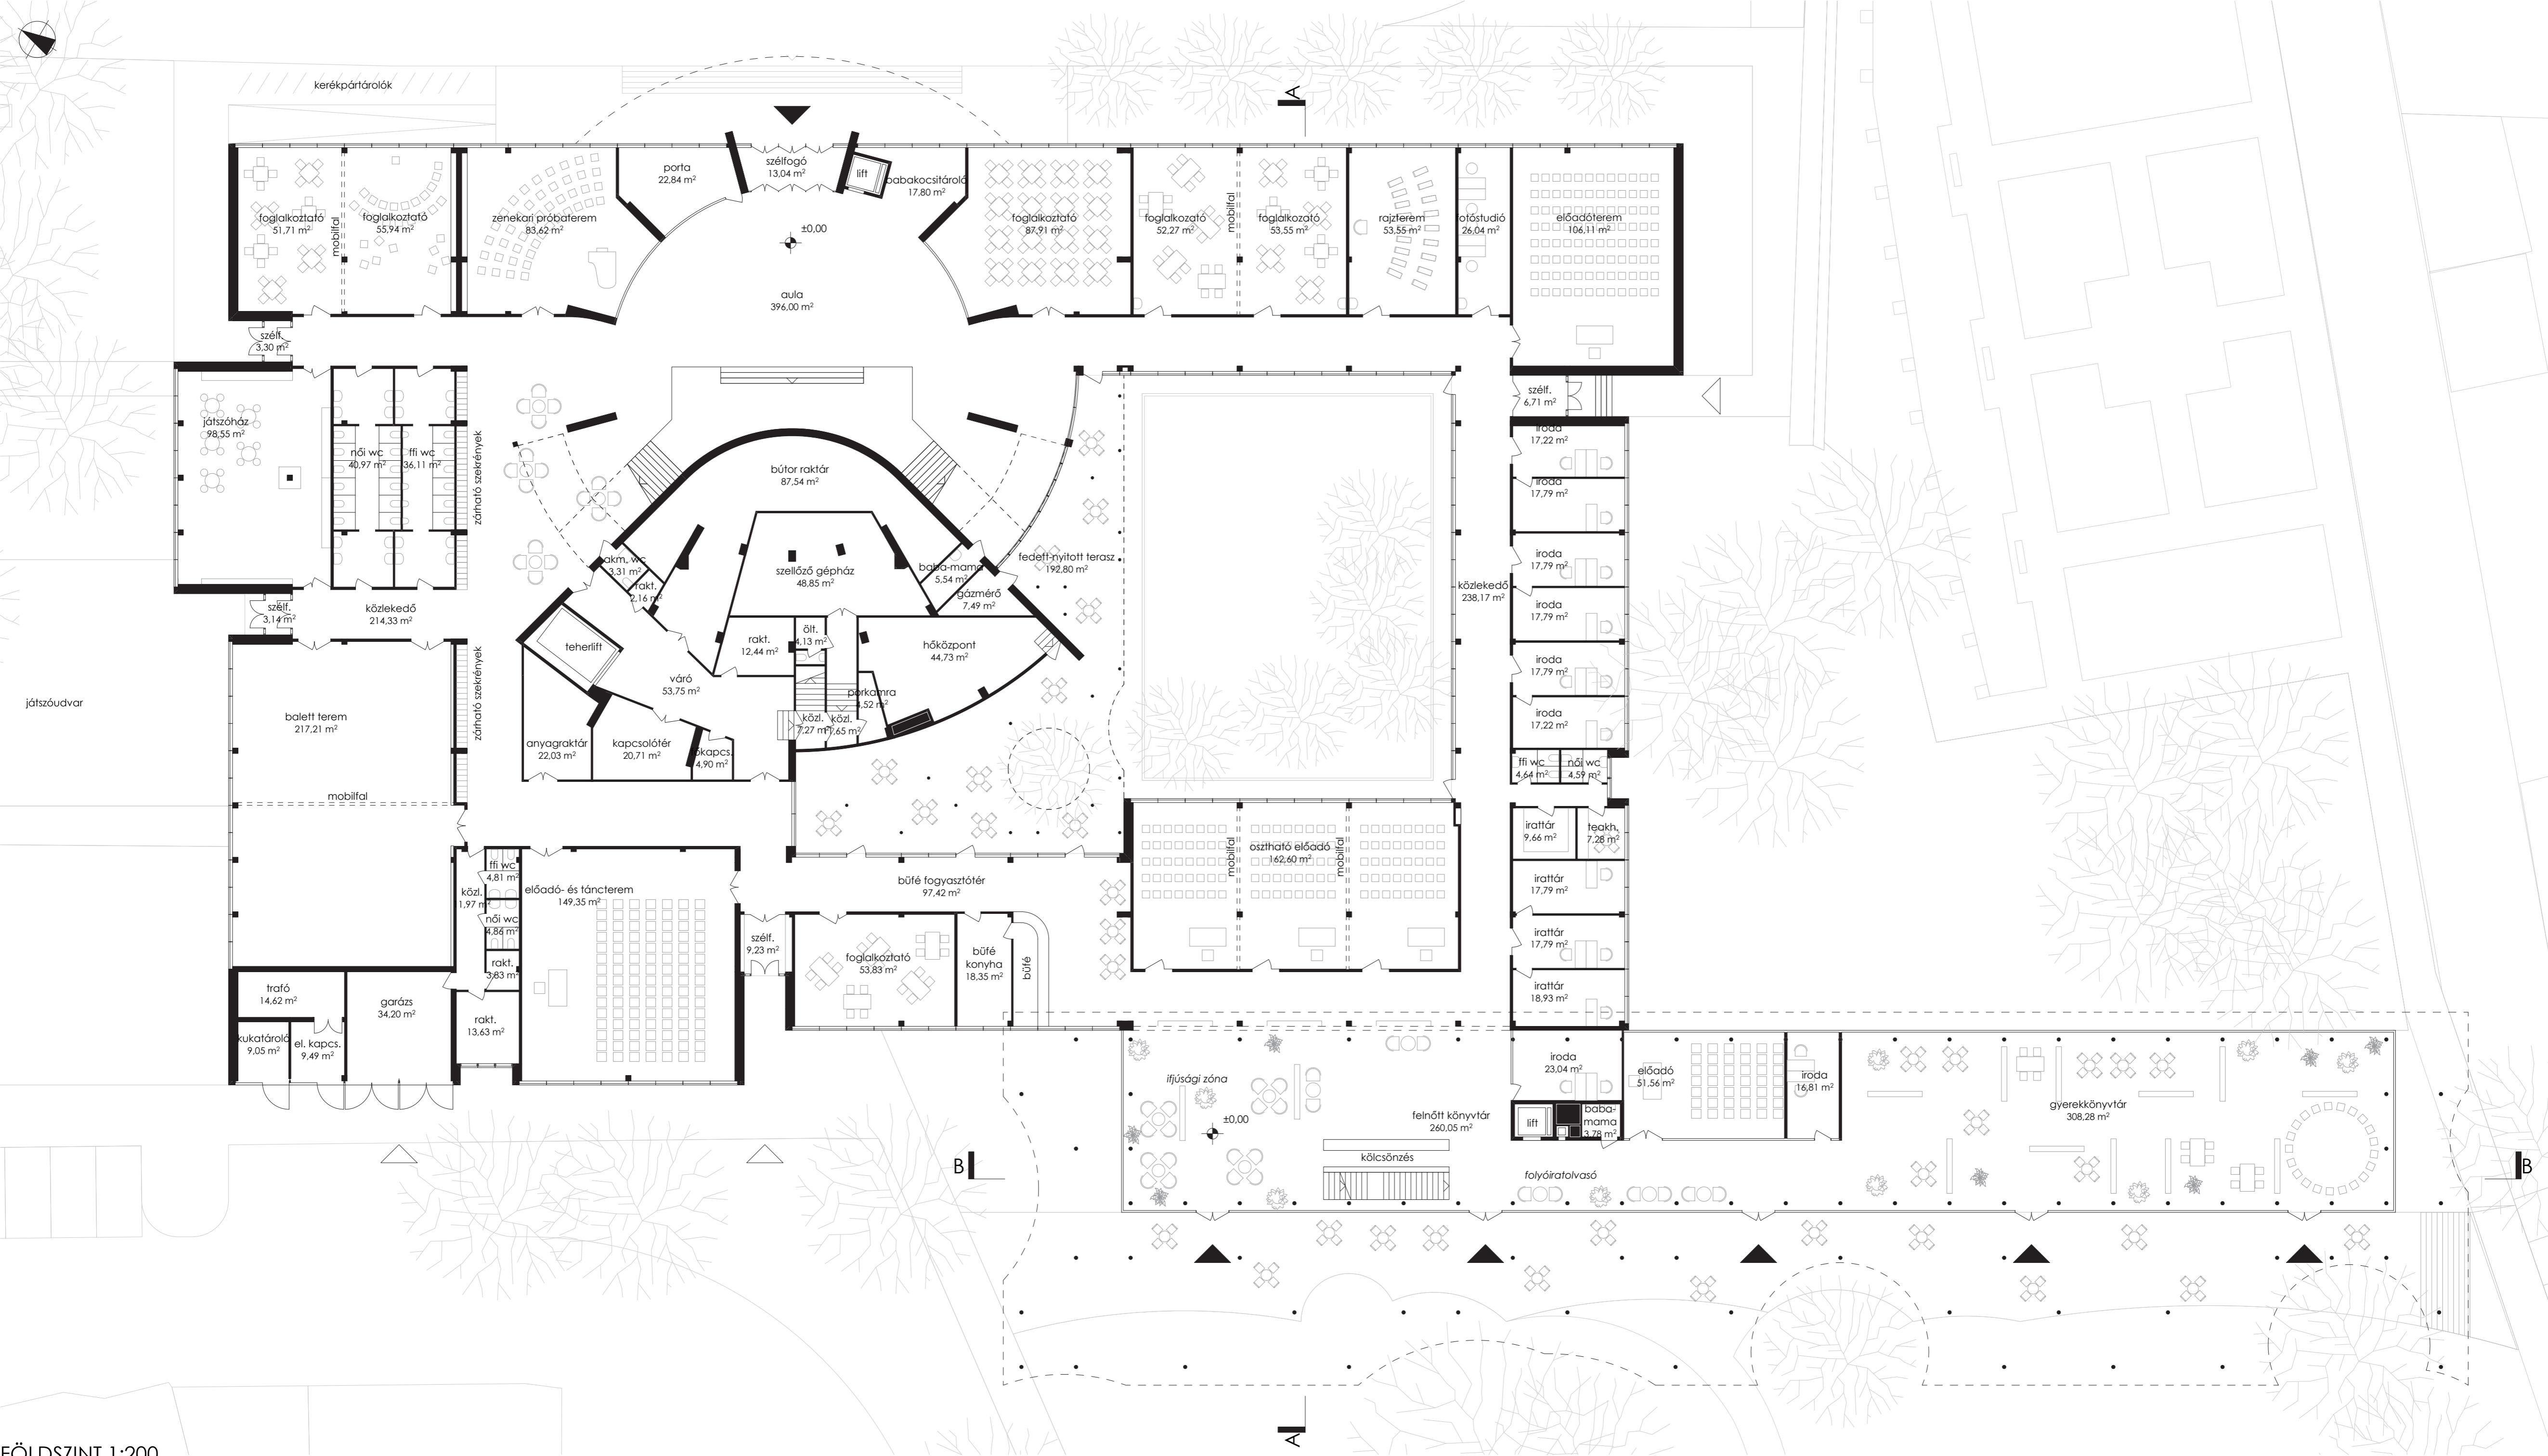 kerékpártárolók
A
szélfogó
13,04 m²
porta
22,84 m²
lift
babakocsitároló
17,80 m²
foglalkoztató
51,71 m²
mobilfal
foglalkoztató
55,94 m²
zenekari próbaterem
83,62 m²
±0,00
aula
396,00 m²
foglalkoztató
87,91 m²
foglalkozató
52,27 m²
mobilfal
foglalkozató
53,55 m²
rajzterem
53,55 m²
fotóstudió
26,04 m²
előadóterem
106,11 m²
szélf.
3,30 m²
szélf.
6,71 m²
játszóház
98,55 m²
női wc
40,97 m²
ffi wc
36,11 m²
zárható szekrények
bútor raktár
87,54 m²
iroda
17,22 m²
iroda
17,79 m²
iroda
17,79 m²
iroda
17,79 m²
iroda
17,79 m²
iroda
17,22 m²
akm. wc
3,31 m²
rakt.
2,16 m²
szellőző gépház
48,85 m²
baba-mama
5,54 m²
gázmérő
7,49 m²
fedett-nyitott terasz
192,80 m²
közlekedő
238,17 m²
szélf.
3,14 m²
közlekedő
214,33 m²
teherlift
váró
53,75 m²
rakt.
12,44 m²
ölt.
4,13 m²
hőközpont
44,73 m²
porkamra
4,52 m²
közl.
7,27 m²
közl.
7,65 m²
játszóudvar
balett terem
217,21 m²
zárható szekrények
mobilfal
anyagraktár
22,03 m²
kapcsolótér
20,71 m²
főkapcs.
4,90 m²
ffi wc
4,64 m²
női wc
4,59 m²
irattár
9,66 m²
teakh.
7,28 m²
mobilfal
osztható előadó
162,60 m²
mobilfal
irattár
17,79 m²
irattár
17,79 m²
irattár
18,93 m²
ffi wc
4,81 m²
közl.
1,97 m²
női wc
4,86 m²
rakt.
3,83 m²
rakt.
13,63 m²
előadó- és táncterem
149,35 m²
büfé fogyasztótér
97,42 m²
szélf.
9,23 m²
foglalkoztató
53,83 m²
büfé
konyha
18,35 m²
büfé
trafó
14,62 m²
garázs
34,20 m²
kukatároló
9,05 m²
el. kapcs.
9,49 m²
ifjúsági zóna
±0,00
felnőtt könyvtár
260,05 m²
kölcsönzés
iroda
23,04 m²
lift
baba-
mama
3,78 m²
előadó
51,56 m²
iroda
16,81 m²
gyerekkönyvtár
308,28 m²
folyóiratolvasó
B
B
A
FÖLDSZINT 1:200